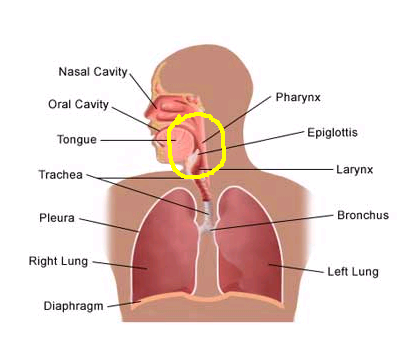 Nasal Cavity
Oral Cavity
Tongue
Trachea
Pleura
Right Lung
Diaphragm
Pharynx
Epiglottis
Larynx
Bronchus
Left Lung